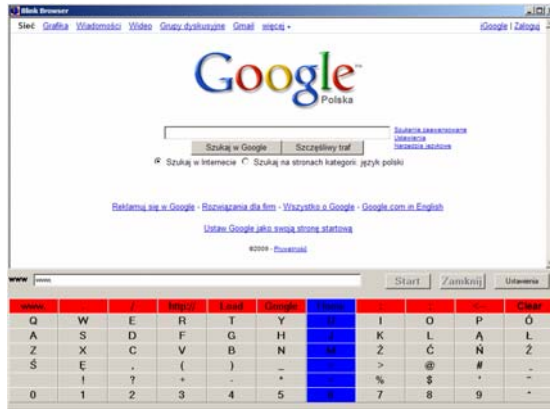 Blink Browser
Sieć Grafika Wiadomości Wideo Grupy dyskusyjne Gmail więcej
iGoogle | Zaloguj
Google
Polska
Szukanie zaawansowane
Ustawienia
Narzędzia językowe
Szukaj w Google Szczęśliwy traf
Szukaj w Internecie Szukaj na stronach kategorii: język polski
Reklamuj się w Google - Rozwiązania dla firm - Wszystko o Google - Google.com in English
Ustaw Google jako swoją stronę startową
©2009 - Prywatność
www www. Start Zamknij Ustawienia
www. / http:// Load Google : ; <-- Clear
Q W E R T Y U I O P Ó
A S D F G H J K L Ą Ł
Z X C V B N M Ż Ć Ń Ź
Ś Ę , ( ) _ > @ # .
! ? + - * % $ ' "
0 1 2 3 4 5 6 7 8 9